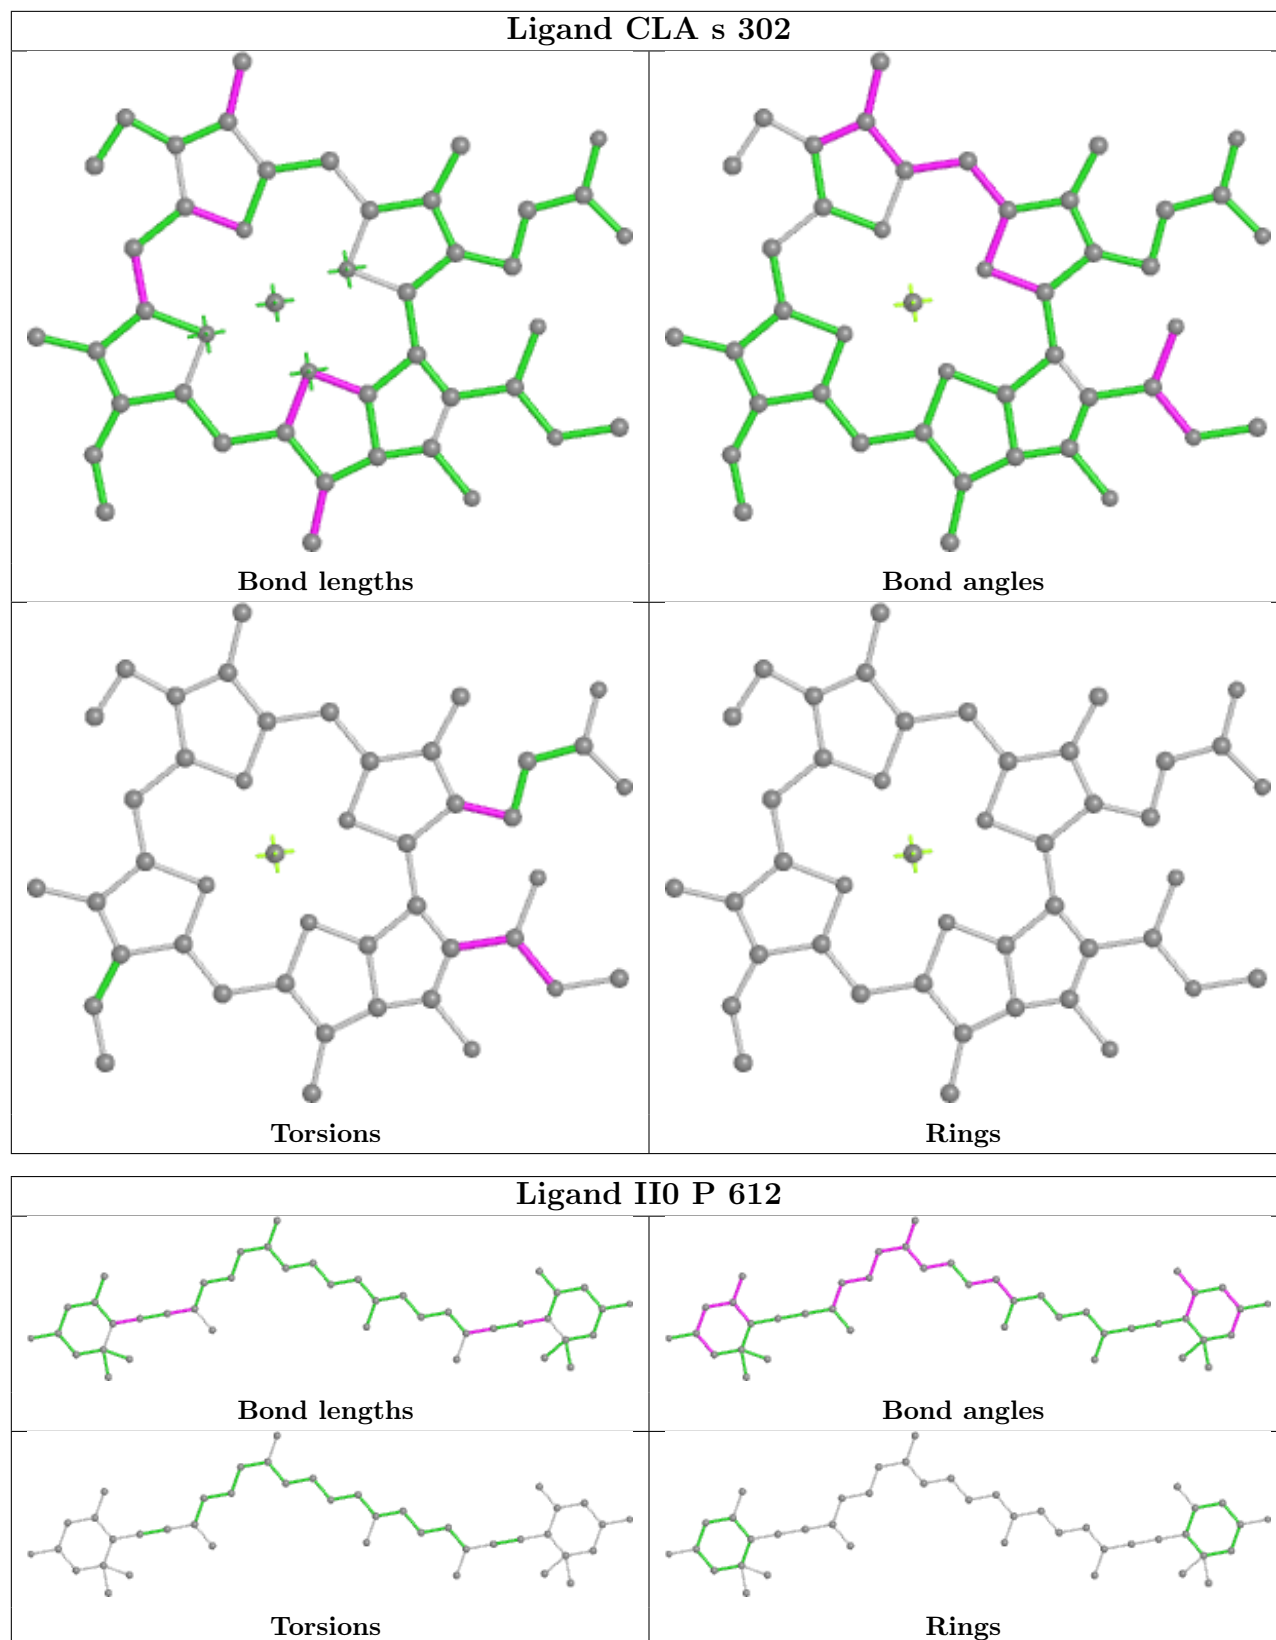 Ligand CLA s 302
Bond lengths
Bond angles
Torsions
Rings
Ligand II0 P 612
Bond lengths
Bond angles
Torsions
Rings